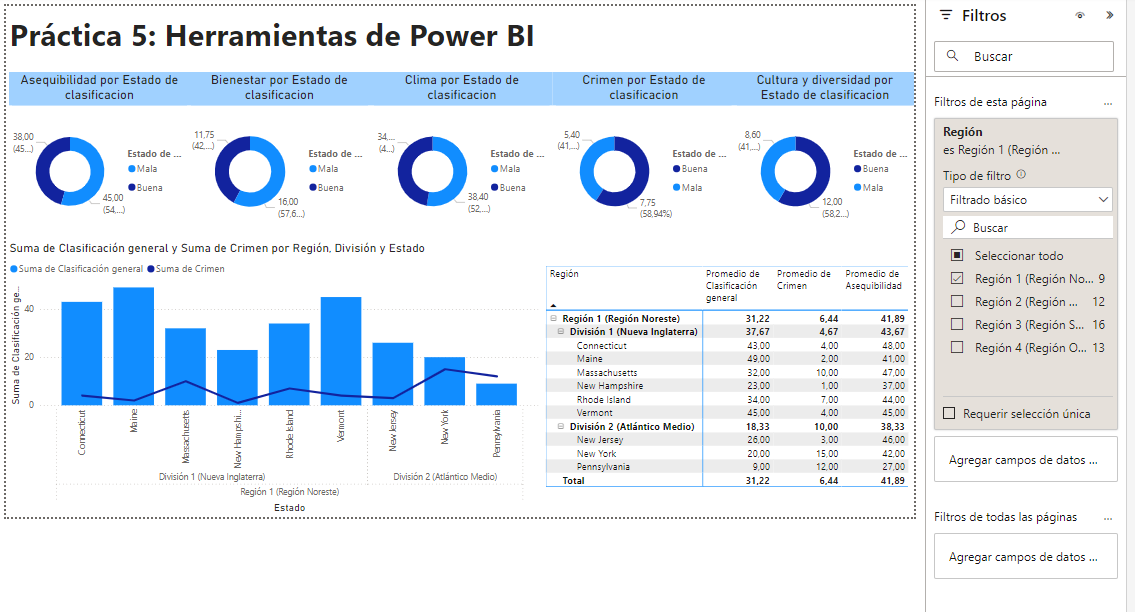 Práctica 5: Herramientas de Power BI
Asequibilidad por Estado de
clasificacion
Bienestar por Estado de
clasificación
Clima por Estado de
clasificación
Crimen por Estado de
clasificación
Cultura y diversidad por
Estado de clasificación
38,00
(45...)
45,00
(54,...)
Estado de ...
Mala
Buena
11,75
(42,...)
16,00
(57,6...)
Estado de ...
Mala
Buena
34,...
(4...)
38,40
(52,...)
Estado de ...
Mala
Buena
5,40
(41,...)
7,75
(58,94%)
Estado de ...
Buena
Mala
8,60
(41,...)
12,00
(58,2...)
Estado de ...
Buena
Mala
Suma de Clasificación general y Suma de Crimen por Región, División y Estado
Suma de Clasificación general
Suma de Crimen
Suma de Clasificación ge...
40
20
0
Connecticut
Maine
Massachusetts
New Hampshi...
Rhode Island
Vermont
New Jersey
New York
Pennsylvania
División 1 (Nueva Inglaterra)
División 2 (Atlántico Medio)
Región 1 (Región Noreste)
Estado
Región Promedio de Clasificación general Promedio de Crimen Promedio de Asequibilidad
Región 1 (Región Noreste) 31,22 6,44 41,89
División 1 (Nueva Inglaterra) 37,67 4,67 43,67
Connecticut 43,00 4,00 48,00
Maine 49,00 2,00 41,00
Massachusetts 32,00 10,00 47,00
New Hampshire 23,00 1,00 37,00
Rhode Island 34,00 7,00 44,00
Vermont 45,00 4,00 45,00
División 2 (Atlántico Medio) 18,33 10,00 38,33
New Jersey 26,00 3,00 46,00
New York 20,00 15,00 42,00
Pennsylvania 9,00 12,00 27,00
Total 31,22 6,44 41,89
Filtros
Buscar
Filtros de esta página
...
Región
es Región 1 (Región ...
Tipo de filtro
Filtrado básico
Buscar
Seleccionar todo
Región 1 (Región No... 9
Región 2 (Región ... 12
Región 3 (Región S... 16
Región 4 (Región O... 13
Requerir selección única
Agregar campos de datos ...
Filtros de todas las páginas
...
Agregar campos de datos ...